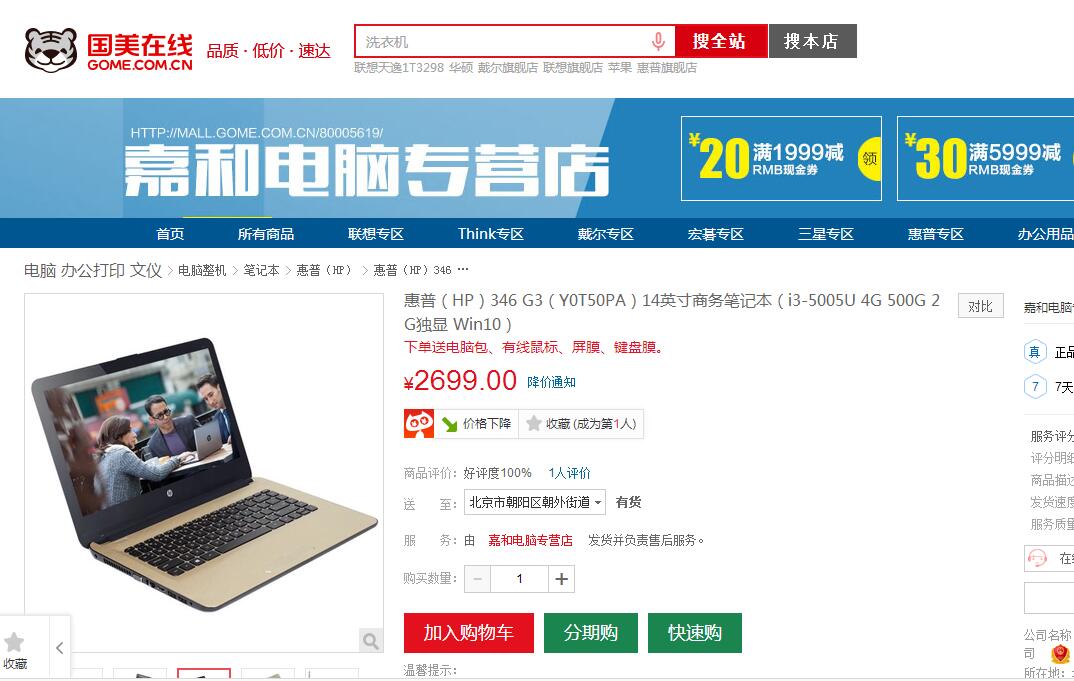 国美在线
GOME.COM.CN
品质·低价·速达
洗衣机
搜全站
搜本店
联想天逸1T3298 华硕 戴尔旗舰店 联想旗舰店 苹果 惠普旗舰店
HTTP://MALL.GOME.COM.CN/80005619/
嘉和电脑专营店
¥20 满1999减
RMB现金券
领
¥30 满5999减
RMB现金券
首页 所有商品 联想专区 Think专区 戴尔专区 宏碁专区 三星专区 惠普专区 办公用品
电脑 办公打印 文仪 > 电脑整机 > 笔记本 > 惠普（HP） > 惠普（HP）346 ···
惠普（HP）346 G3（Y0T50PA）14英寸商务笔记本（i3-5005U 4G 500G 2
G独显 Win10）
对比
下单送电脑包、有线鼠标、屏膜、键盘膜。
¥2699.00 降价通知
价格下降 收藏 (成为第1人)
商品评价: 好评度100% 1人评价
送 至: 北京市朝阳区朝外街道 有货
服 务: 由 嘉和电脑专营店 发货并负责售后服务。
购买数量: − 1 +
加入购物车 分期购 快速购
温馨提示:
收藏
hp
嘉和电脑
真 正品
7 7天
服务评分
评分明细
商品描述
发货速度
服务质量
在线
公司名称
司
所在地: